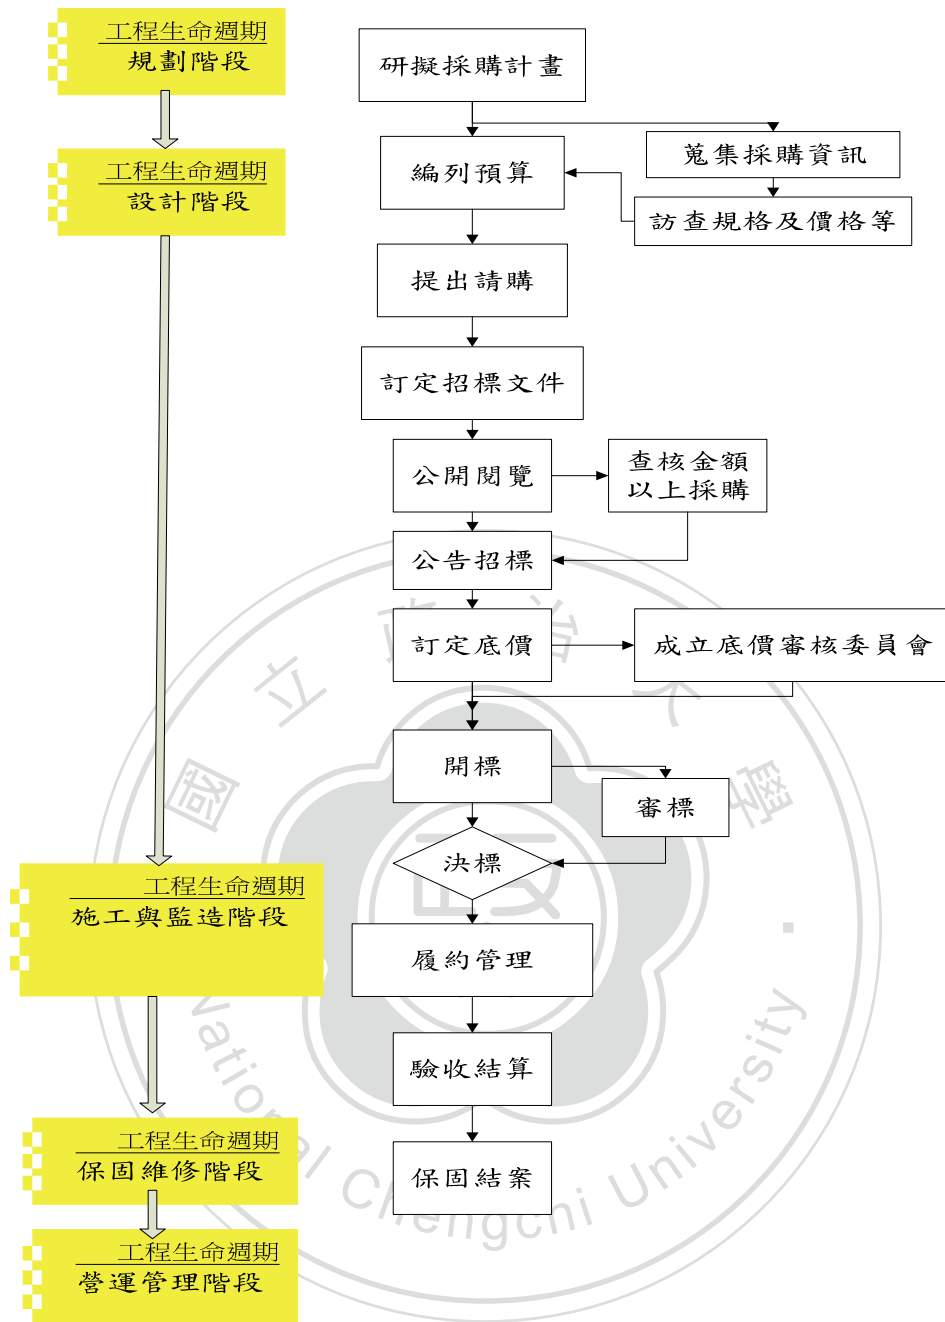 工程生命週期
規劃階段
工程生命週期
設計階段
工程生命週期
施工與監造階段
工程生命週期
保固維修階段
工程生命週期
營運管理階段
研擬採購計畫
蒐集採購資訊
編列預算
訪查規格及價格等
提出請購
訂定招標文件
公開閱覽
查核金額
以上採購
公告招標
訂定底價
成立底價審核委員會
開標
審標
決標
履約管理
驗收結算
保固結案
國立政治大學
National Chengchi University